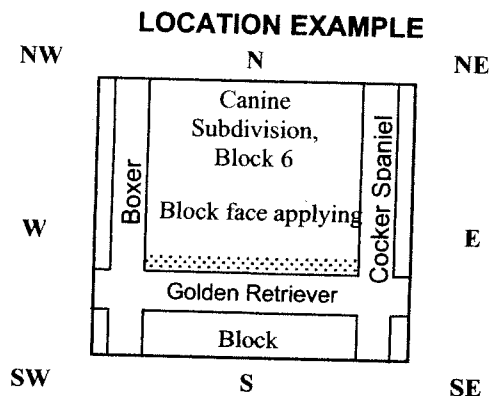 LOCATION EXAMPLE
NW N NE
Canine
Subdivision,
Block 6
Boxer
Cocker Spaniel
Block face applying
W E
Golden Retriever
Block
SW S SE